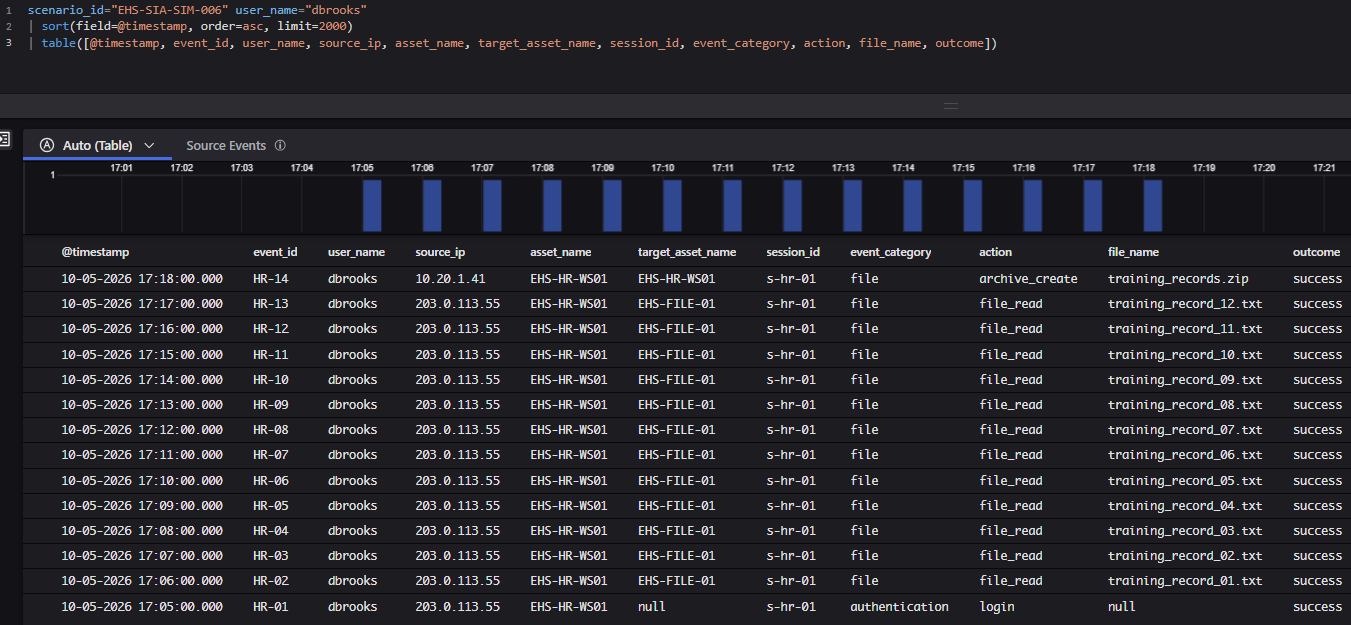 1 scenario_id="EHS-SIA-SIM-006" user_name="dbrooks"
2 | sort(field=@timestamp, order=asc, limit=2000)
3 | table([@timestamp, event_id, user_name, source_ip, asset_name, target_asset_name, session_id, event_category, action, file_name, outcome])
A Auto (Table) Source Events
17:01 17:02 17:03 17:04 17:05 17:06 17:07 17:08 17:09 17:10 17:11 17:12 17:13 17:14 17:15 17:16 17:17 17:18 17:19 17:20 17:21
1
@timestamp event_id user_name source_ip asset_name target_asset_name session_id event_category action file_name outcome
10-05-2026 17:18:00.000 HR-14 dbrooks 10.20.1.41 EHS-HR-WS01 EHS-HR-WS01 s-hr-01 file archive_create training_records.zip success
10-05-2026 17:17:00.000 HR-13 dbrooks 203.0.113.55 EHS-HR-WS01 EHS-FILE-01 s-hr-01 file file_read training_record_12.txt success
10-05-2026 17:16:00.000 HR-12 dbrooks 203.0.113.55 EHS-HR-WS01 EHS-FILE-01 s-hr-01 file file_read training_record_11.txt success
10-05-2026 17:15:00.000 HR-11 dbrooks 203.0.113.55 EHS-HR-WS01 EHS-FILE-01 s-hr-01 file file_read training_record_10.txt success
10-05-2026 17:14:00.000 HR-10 dbrooks 203.0.113.55 EHS-HR-WS01 EHS-FILE-01 s-hr-01 file file_read training_record_09.txt success
10-05-2026 17:13:00.000 HR-09 dbrooks 203.0.113.55 EHS-HR-WS01 EHS-FILE-01 s-hr-01 file file_read training_record_08.txt success
10-05-2026 17:12:00.000 HR-08 dbrooks 203.0.113.55 EHS-HR-WS01 EHS-FILE-01 s-hr-01 file file_read training_record_07.txt success
10-05-2026 17:11:00.000 HR-07 dbrooks 203.0.113.55 EHS-HR-WS01 EHS-FILE-01 s-hr-01 file file_read training_record_06.txt success
10-05-2026 17:10:00.000 HR-06 dbrooks 203.0.113.55 EHS-HR-WS01 EHS-FILE-01 s-hr-01 file file_read training_record_05.txt success
10-05-2026 17:09:00.000 HR-05 dbrooks 203.0.113.55 EHS-HR-WS01 EHS-FILE-01 s-hr-01 file file_read training_record_04.txt success
10-05-2026 17:08:00.000 HR-04 dbrooks 203.0.113.55 EHS-HR-WS01 EHS-FILE-01 s-hr-01 file file_read training_record_03.txt success
10-05-2026 17:07:00.000 HR-03 dbrooks 203.0.113.55 EHS-HR-WS01 EHS-FILE-01 s-hr-01 file file_read training_record_02.txt success
10-05-2026 17:06:00.000 HR-02 dbrooks 203.0.113.55 EHS-HR-WS01 EHS-FILE-01 s-hr-01 file file_read training_record_01.txt success
10-05-2026 17:05:00.000 HR-01 dbrooks 203.0.113.55 EHS-HR-WS01 null s-hr-01 authentication login null success